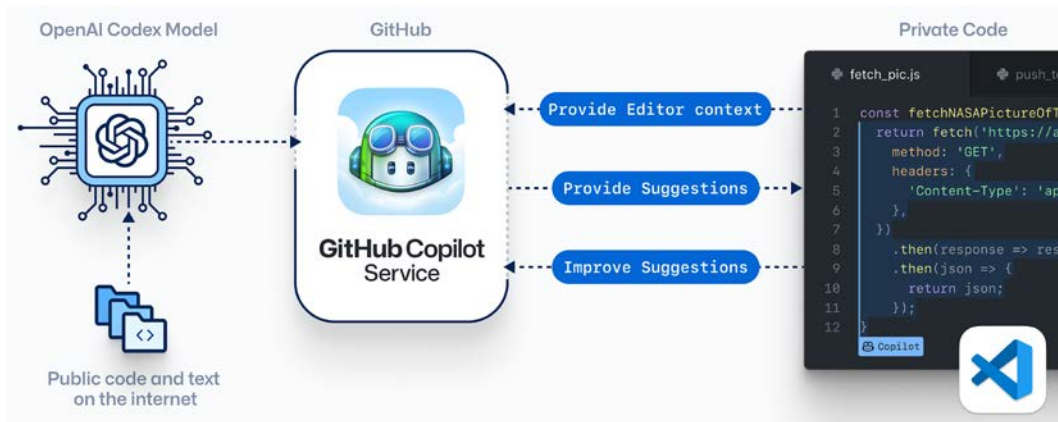 OpenAI Codex Model
GitHub
Private Code
fetch_pic.js
push_t
Provide Editor context
Provide Suggestions
Improve Suggestions
GitHub Copilot
Service
Public code and text
on the internet
1 const fetchNASAPictureOfT
2 return fetch('https://a
3 method: 'GET',
4 headers: {
5 'Content-Type': 'ap
6 },
7 })
8 .then(response => res
9 .then(json => {
10 return json;
11 });
12 }
Copilot
<>